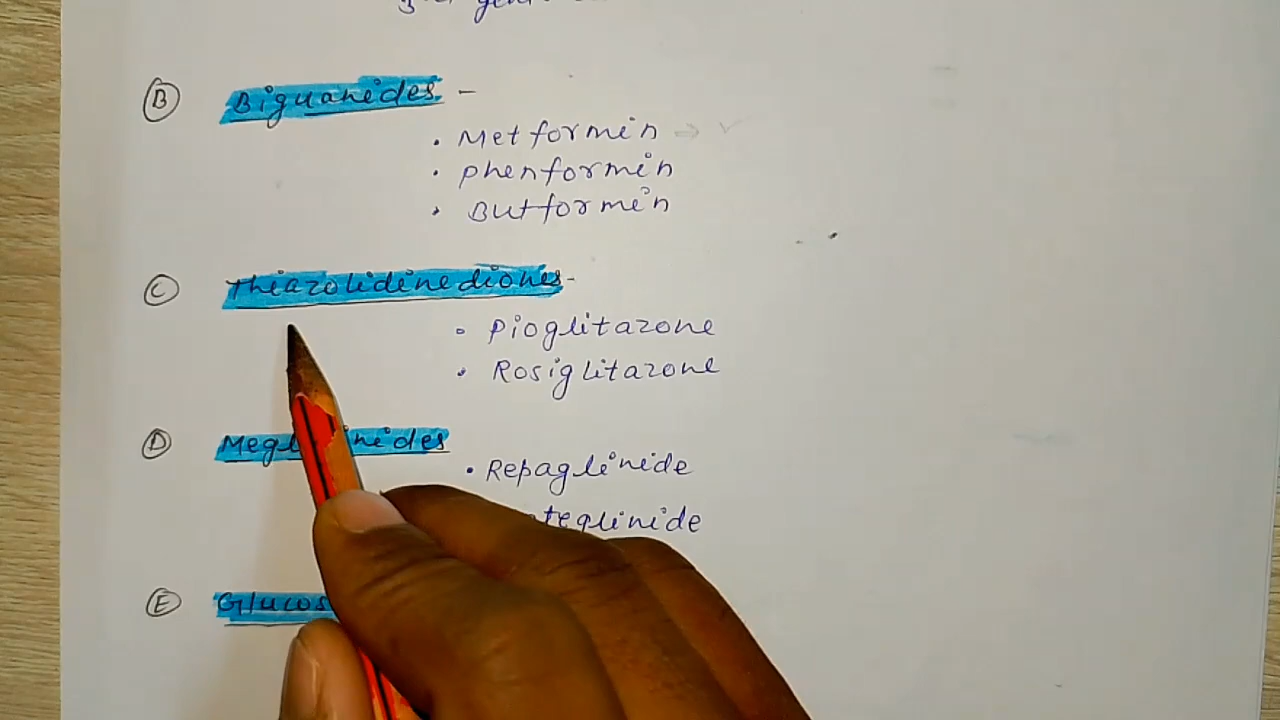 B Biguanides -
• Metformin → ✓
• Phenformin
• Butformin
C Thiazolidinediones-
• Pioglitazone
• Rosiglitazone
D
• Repaglinide
E